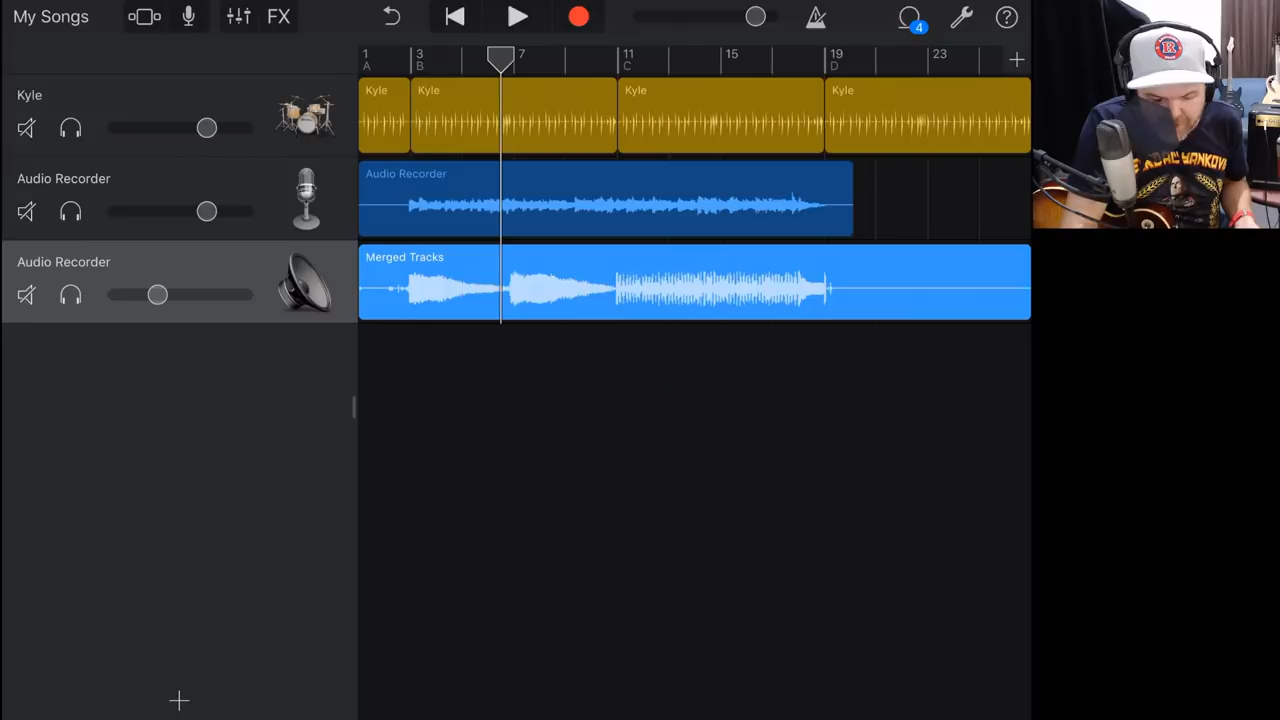 My Songs
FX
4
1 3 7 11 15 19 23
A B C D
Kyle
Kyle Kyle Kyle Kyle
Audio Recorder
Audio Recorder
Audio Recorder
Merged Tracks
R
YANKOVI